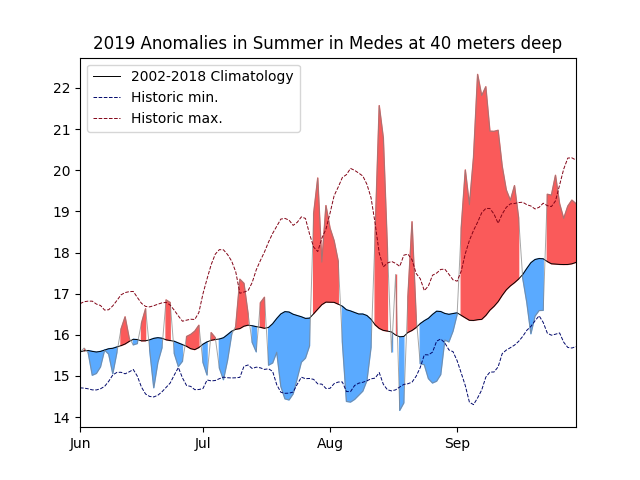 2019 Anomalies in Summer in Medes at 40 meters deep
2002-2018 Climatology
Historic min.
Historic max.
22
21
20
19
18
17
16
15
14
Jun Jul Aug Sep